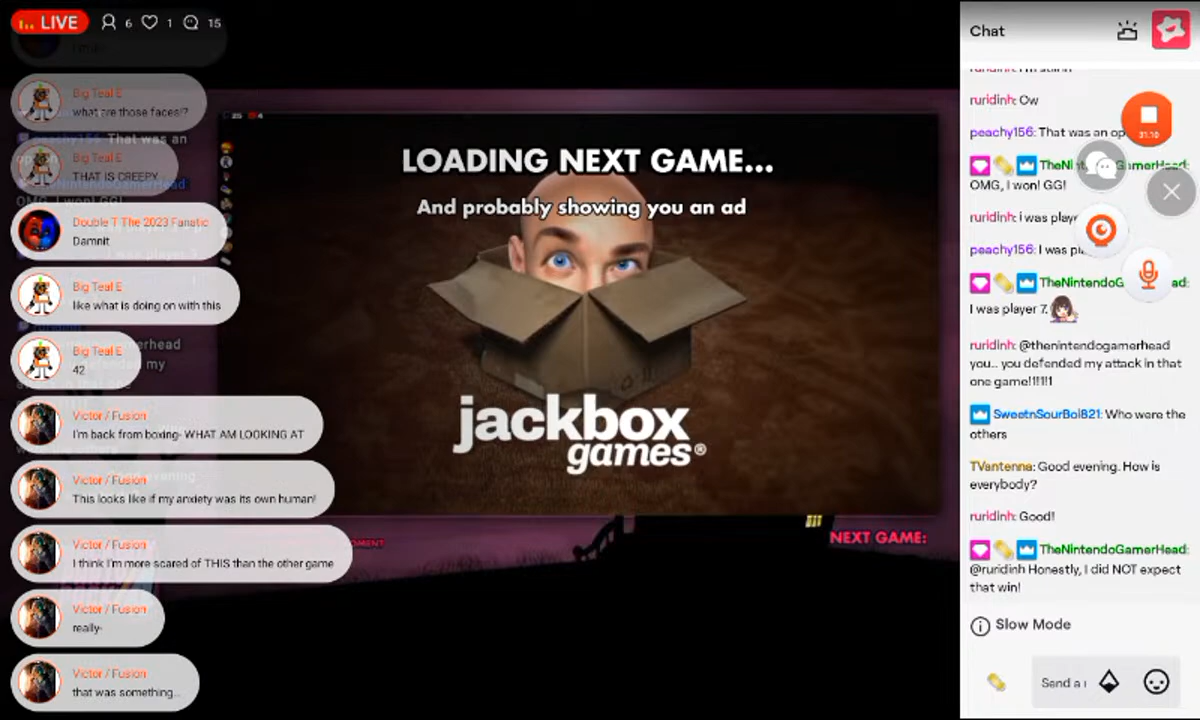 LIVE 6 1 15
Big Teal E
what are those faces!?
Big Teal E
THAT IS CREEPY
Double T The 2023 Fanatic
Damnit
Big Teal E
like what is doing on with this
Big Teal E
42
Victor / Fusion
I'm back from boxing- WHAT AM LOOKING AT
Victor / Fusion
This looks like if my anxiety was its own human!
Victor / Fusion
I think I'm more scared of THIS than the other game
Victor / Fusion
really-
Victor / Fusion
that was something..
LOADING NEXT GAME...
And probably showing you an ad
jackbox
games®
NEXT GAME:
Chat
ruridinh: Ow
peachy156: That was an op
31:10
OMG, I won! GG!
ruridinh: i was playe
peachy156: I was pl
I was player 7.
ruridinh: @thenintendogamerhead
you.. you defended my attack in that
one game!1!1!1
SweetnSourBoi821: Who were the
others
TVantenna: Good evening. How is
everybody?
ruridinh: Good!
TheNintendoGamerHead:
@ruridinh Honestly, I did NOT expect
that win!
Slow Mode
Send a